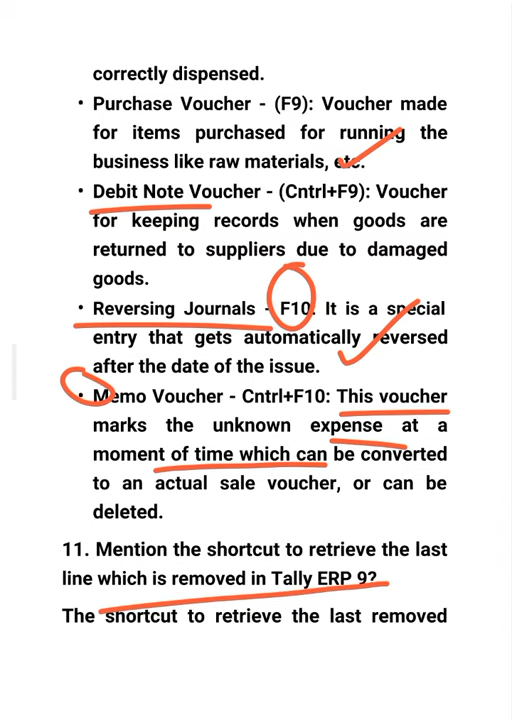 correctly dispensed.
• Purchase Voucher - (F9): Voucher made
for items purchased for running the
business like raw materials, etc.
• Debit Note Voucher - (Cntrl+F9): Voucher
for keeping records when goods are
returned to suppliers due to damaged
goods.
• Reversing Journals - F10: It is a special
entry that gets automatically reversed
after the date of the issue.
• Memo Voucher - Cntrl+F10: This voucher
marks the unknown expense at a
moment of time which can be converted
to an actual sale voucher, or can be
deleted.
11. Mention the shortcut to retrieve the last
line which is removed in Tally ERP 9?
The shortcut to retrieve the last removed